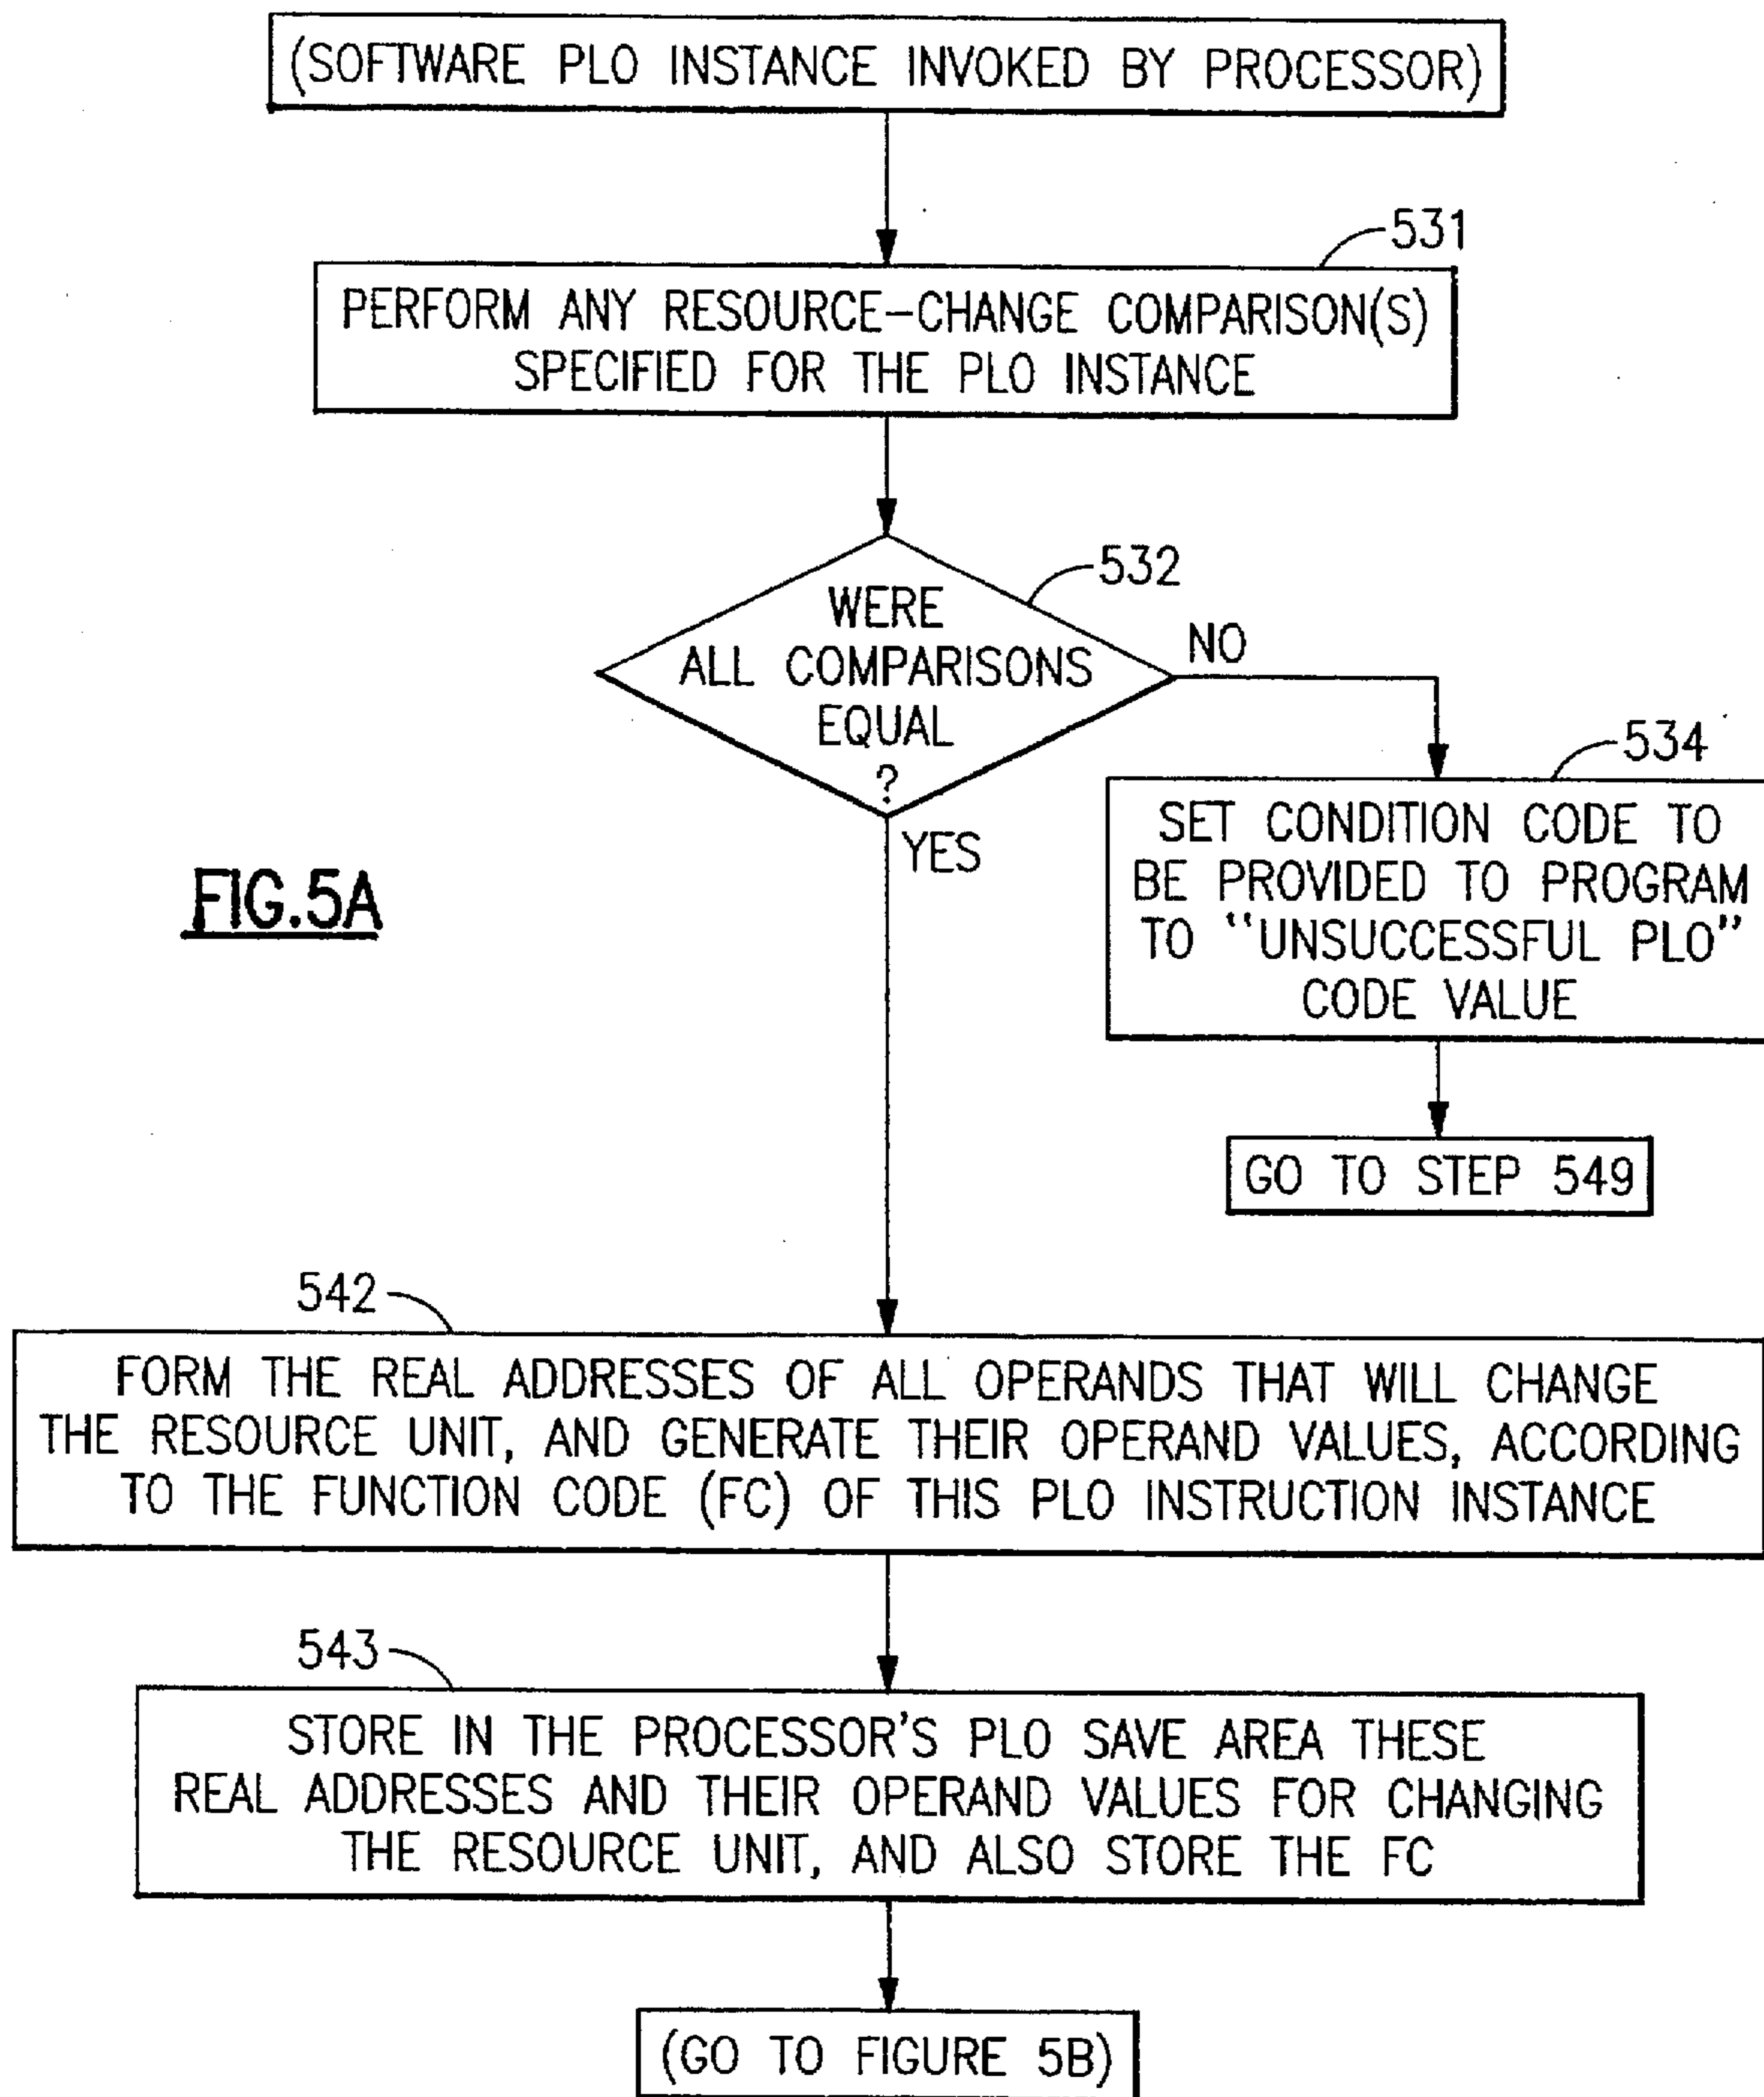 (SOFTWARE PLO INSTANCE INVOKED BY PROCESSOR)
531
PERFORM ANY RESOURCE-CHANGE COMPARISON(S)
SPECIFIED FOR THE PLO INSTANCE
532
WERE
ALL COMPARISONS
EQUAL
?
NO
YES
534
SET CONDITION CODE TO
BE PROVIDED TO PROGRAM
TO "UNSUCCESSFUL PLO"
CODE VALUE
GO TO STEP 549
FIG.5A
542
FORM THE REAL ADDRESSES OF ALL OPERANDS THAT WILL CHANGE
THE RESOURCE UNIT, AND GENERATE THEIR OPERAND VALUES, ACCORDING
TO THE FUNCTION CODE (FC) OF THIS PLO INSTRUCTION INSTANCE
543
STORE IN THE PROCESSOR'S PLO SAVE AREA THESE
REAL ADDRESSES AND THEIR OPERAND VALUES FOR CHANGING
THE RESOURCE UNIT, AND ALSO STORE THE FC
(GO TO FIGURE 5B)